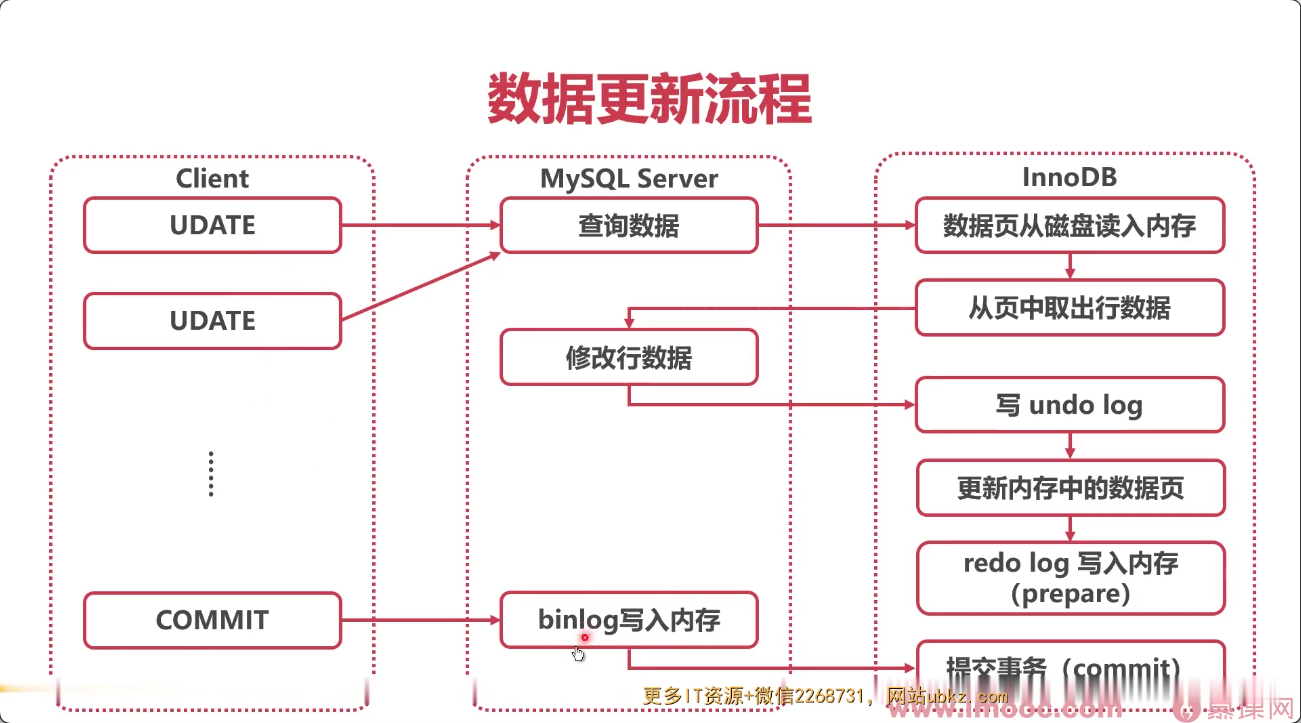 数据更新流程
Client
UDATE
UDATE
COMMIT
MySQL Server
查询数据
修改行数据
binlog写入内存
InnoDB
数据页从磁盘读入内存
从页中取出行数据
写 undo log
更新内存中的数据页
redo log 写入内存
(prepare)
提交事务（commit）
更多IT资源+微信2268731, 网站ubkz.com
www.imooc.com 慕课网